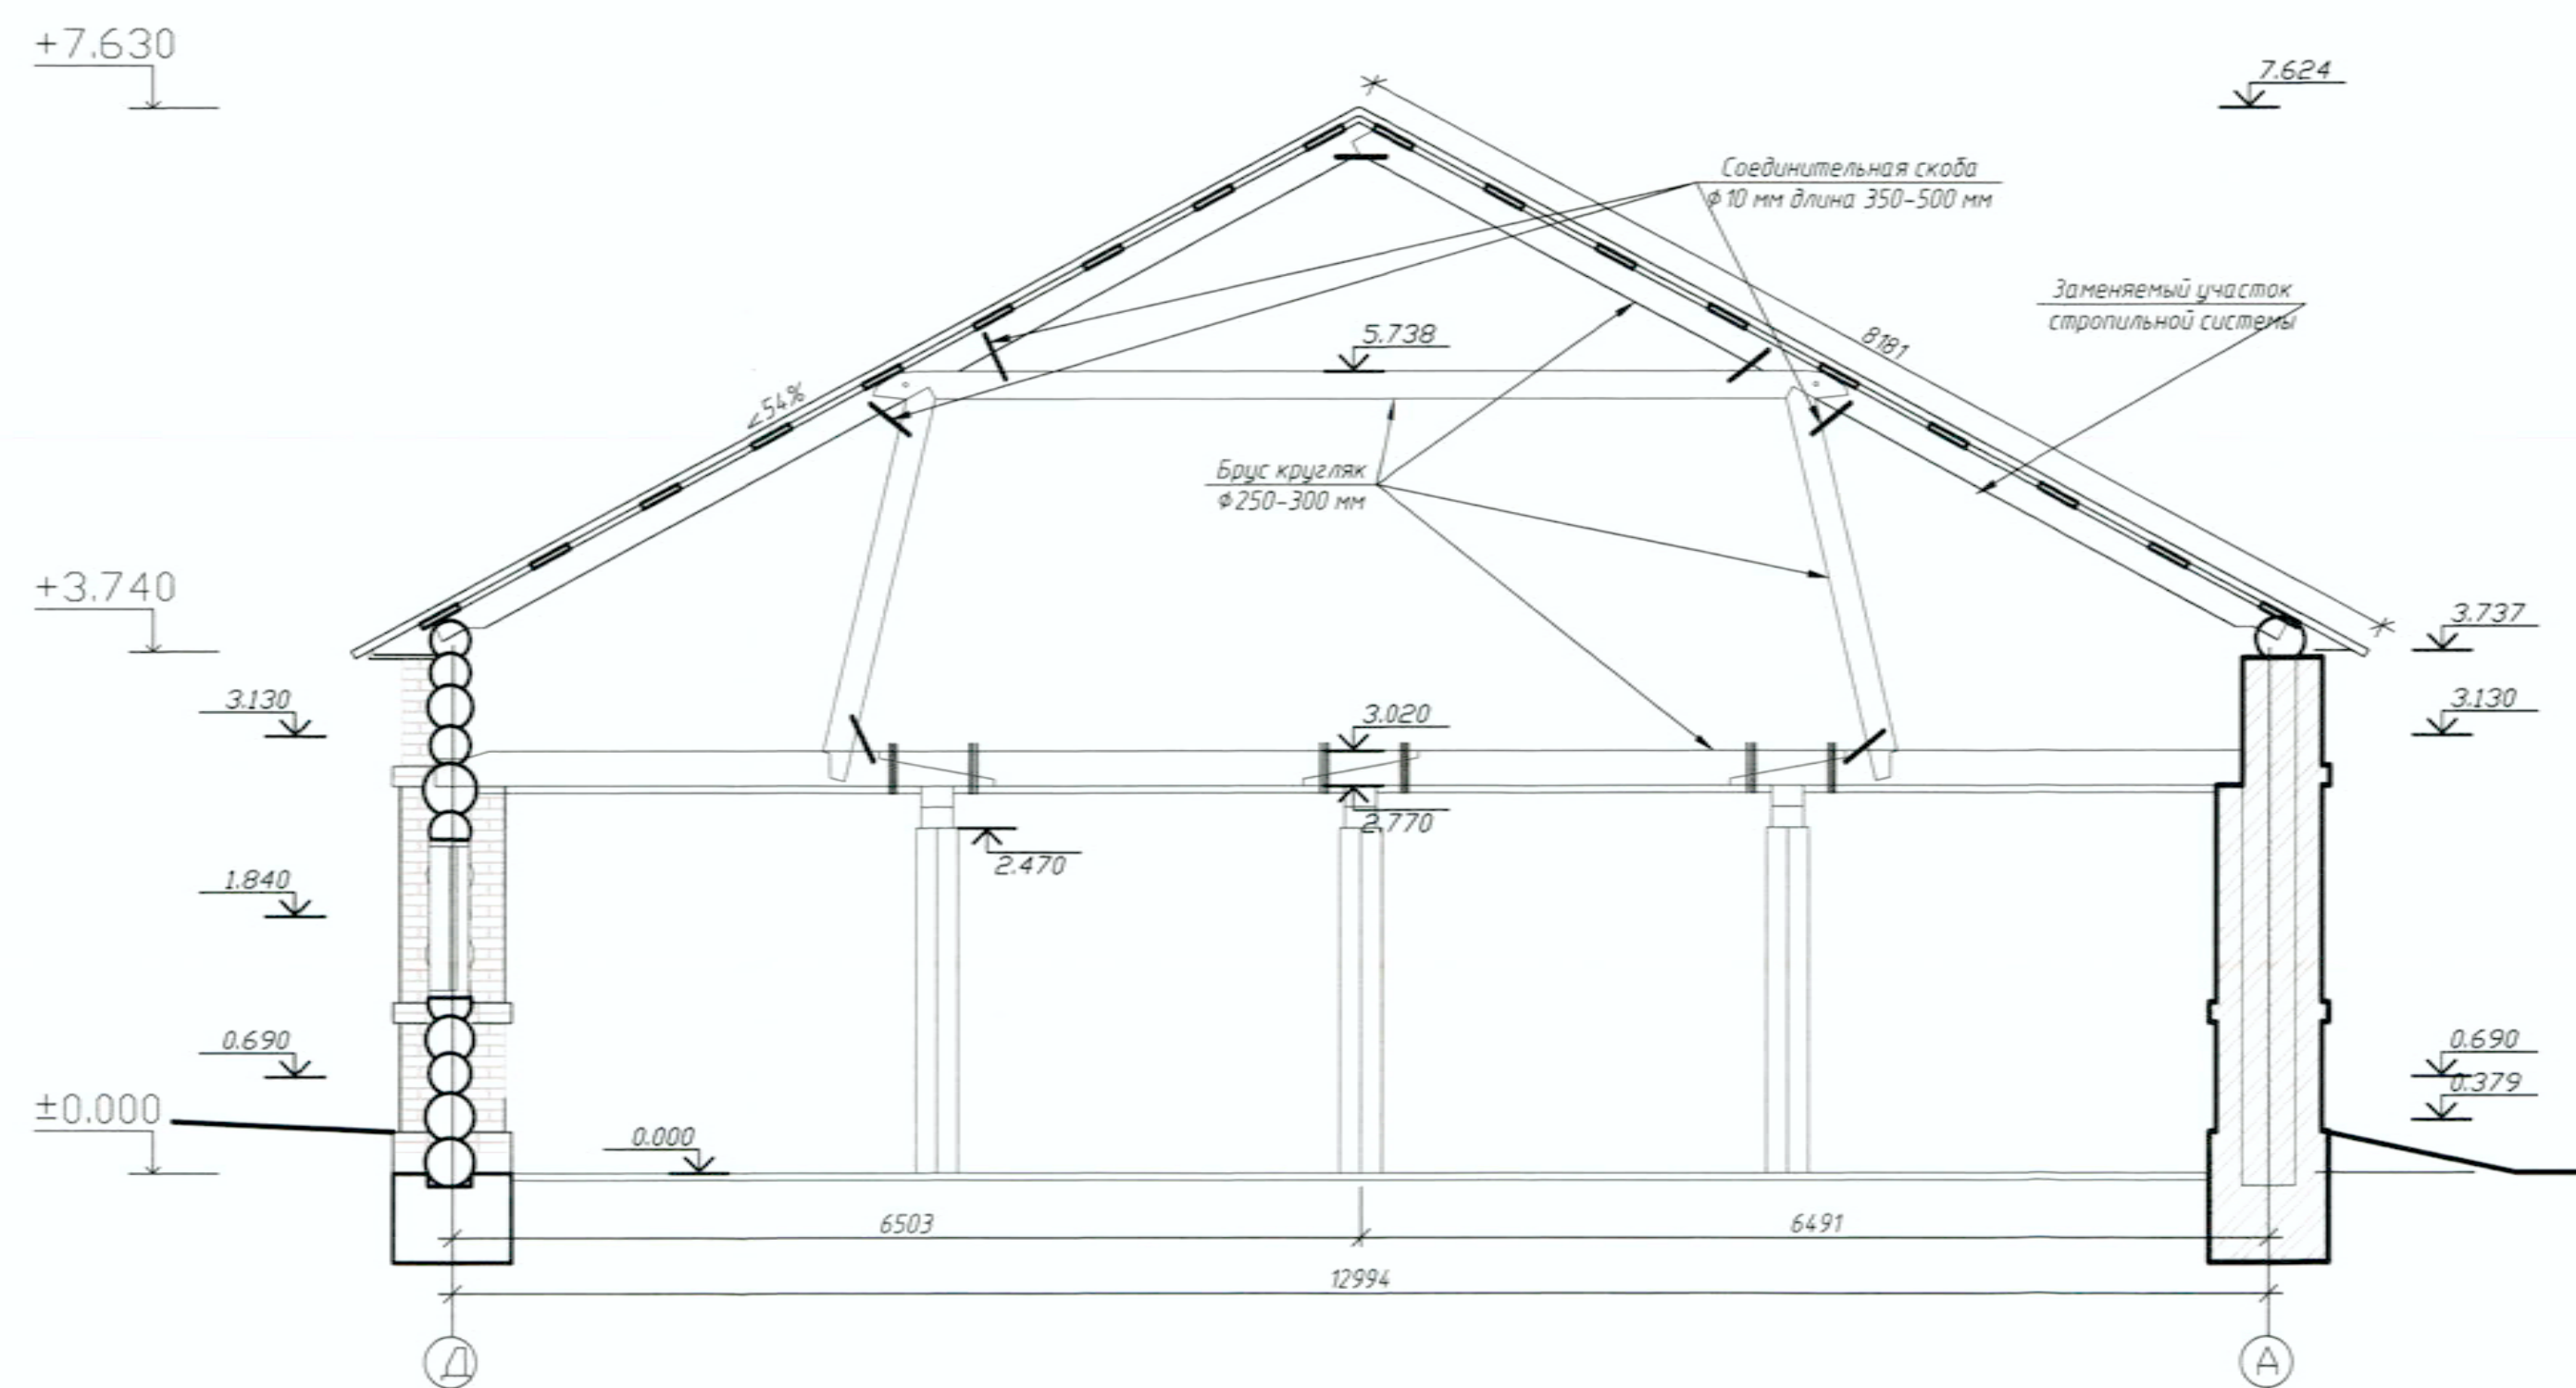 +7.630
7.624
Соединительная скоба
ϕ10 мм длина 350-500 мм
Заменяемый участок
стропильной системы
5.738
8181
54%
Брус кругляк
ϕ250-300 мм
+3.740
3.737
3.130
3.130
3.020
2.770
2.470
1.840
0.690
0.690
0.379
±0.000
0.000
6503
6491
12994
Д
А